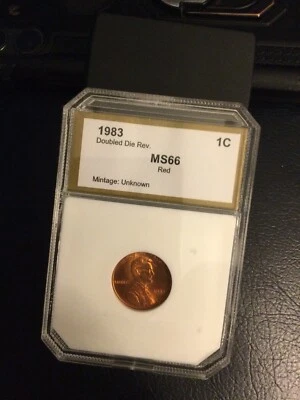 1983 1C
Doubled Die Rev.
MS66
Red
Mintage: Unknown